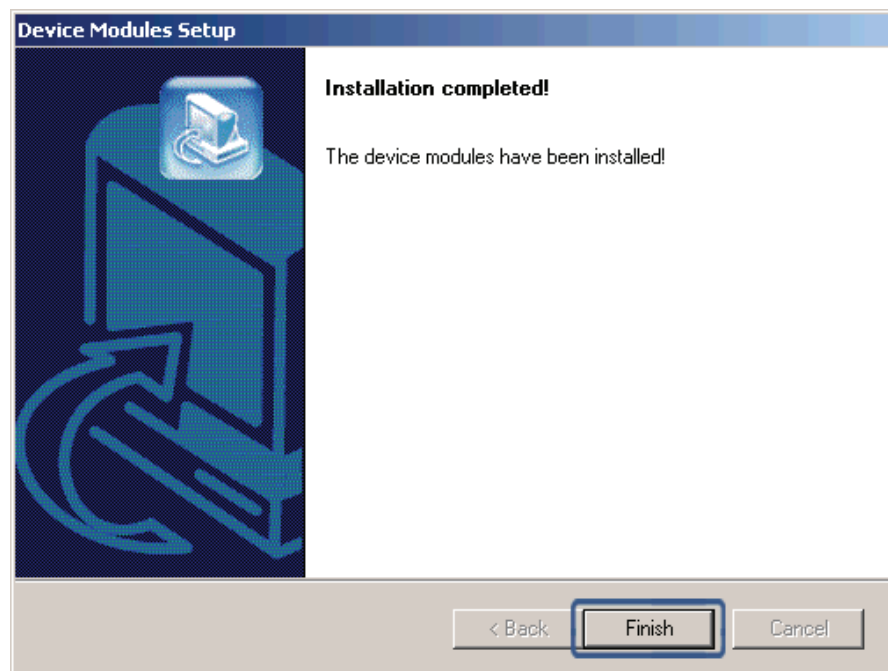 Device Modules Setup
Installation completed!
The device modules have been installed!
< Back Finish Cancel